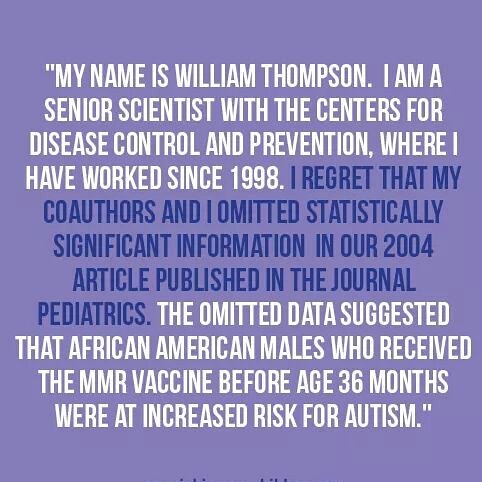 "MY NAME IS WILLIAM THOMPSON. I AM A
SENIOR SCIENTIST WITH THE CENTERS FOR
DISEASE CONTROL AND PREVENTION, WHERE I
HAVE WORKED SINCE 1998. I REGRET THAT MY
COAUTHORS AND I OMITTED STATISTICALLY
SIGNIFICANT INFORMATION IN OUR 2004
ARTICLE PUBLISHED IN THE JOURNAL
PEDIATRICS. THE OMITTED DATA SUGGESTED
THAT AFRICAN AMERICAN MALES WHO RECEIVED
THE MMR VACCINE BEFORE AGE 36 MONTHS
WERE AT INCREASED RISK FOR AUTISM."